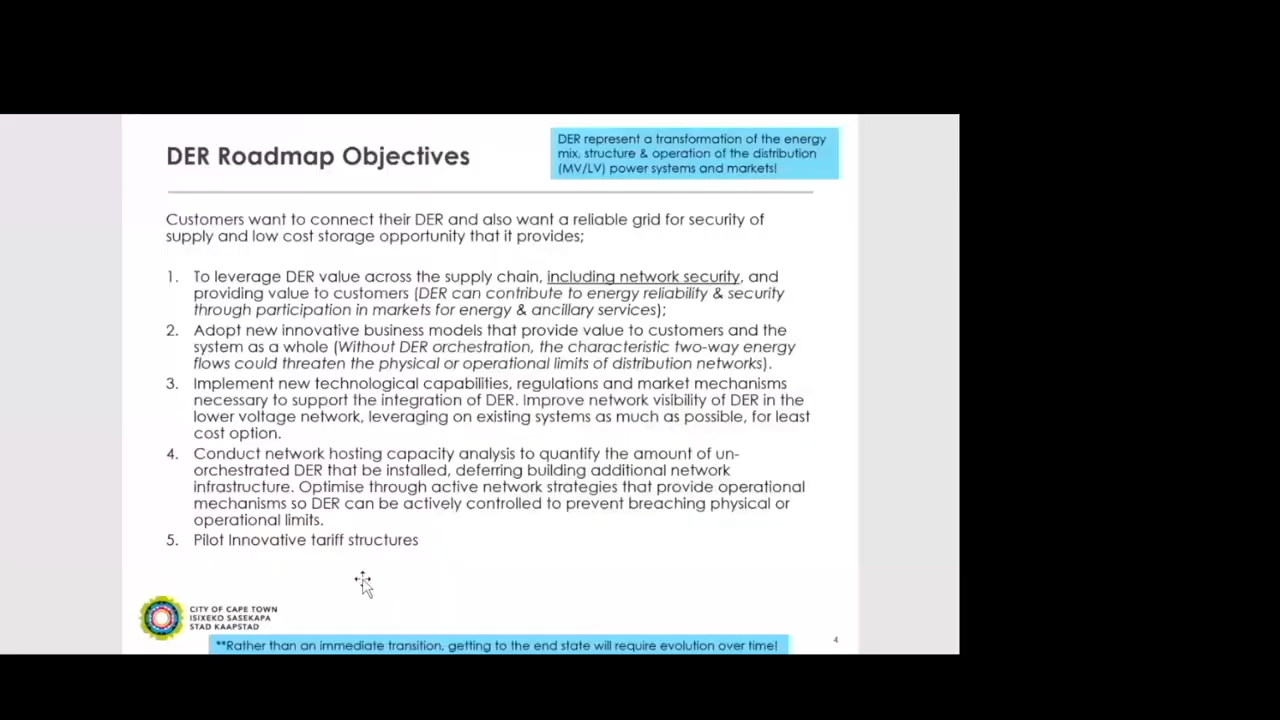 DER Roadmap Objectives
DER represent a transformation of the energy
mix, structure & operation of the distribution
(MV/LV) power systems and markets!
Customers want to connect their DER and also want a reliable grid for security of
supply and low cost storage opportunity that it provides;
1. To leverage DER value across the supply chain, including network security, and
providing value to customers (DER can contribute to energy reliability & security
through participation in markets for energy & ancillary services);
2. Adopt new innovative business models that provide value to customers and the
system as a whole (Without DER orchestration, the characteristic two-way energy
flows could threaten the physical or operational limits of distribution networks).
3. Implement new technological capabilities, regulations and market mechanisms
necessary to support the integration of DER. Improve network visibility of DER in the
lower voltage network, leveraging on existing systems as much as possible, for least
cost option.
4. Conduct network hosting capacity analysis to quantify the amount of un-
orchestrated DER that be installed, deferring building additional network
infrastructure. Optimise through active network strategies that provide operational
mechanisms so DER can be actively controlled to prevent breaching physical or
operational limits.
5. Pilot Innovative tariff structures
CITY OF CAPE TOWN
ISIXEKO SASEKAPA
STAD KAAPSTAD
**Rather than an immediate transition, getting to the end state will require evolution over time!
4